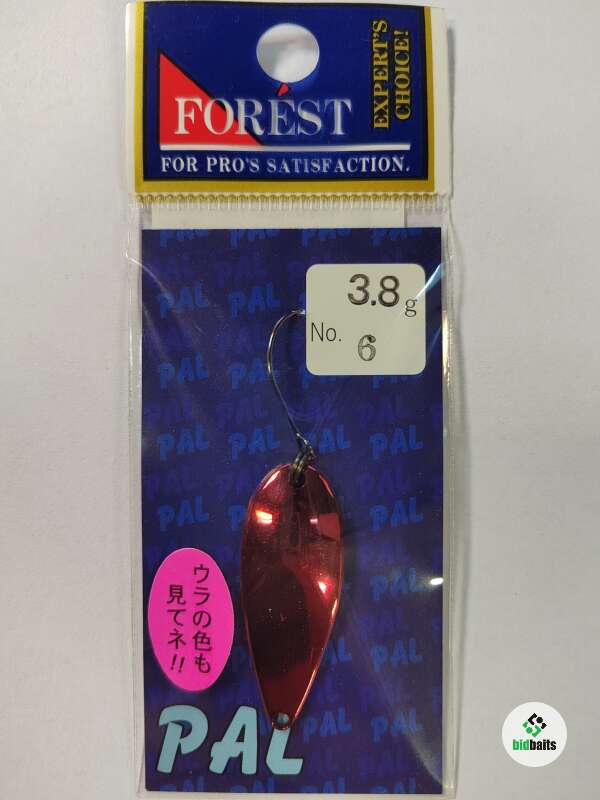 EXPERT'S
CHOICE!
FORÉST
FOR PRO'S SATISFACTION.
3.8g
No. 6
ウラの色も
見てネ!!
PAL
bidbaits